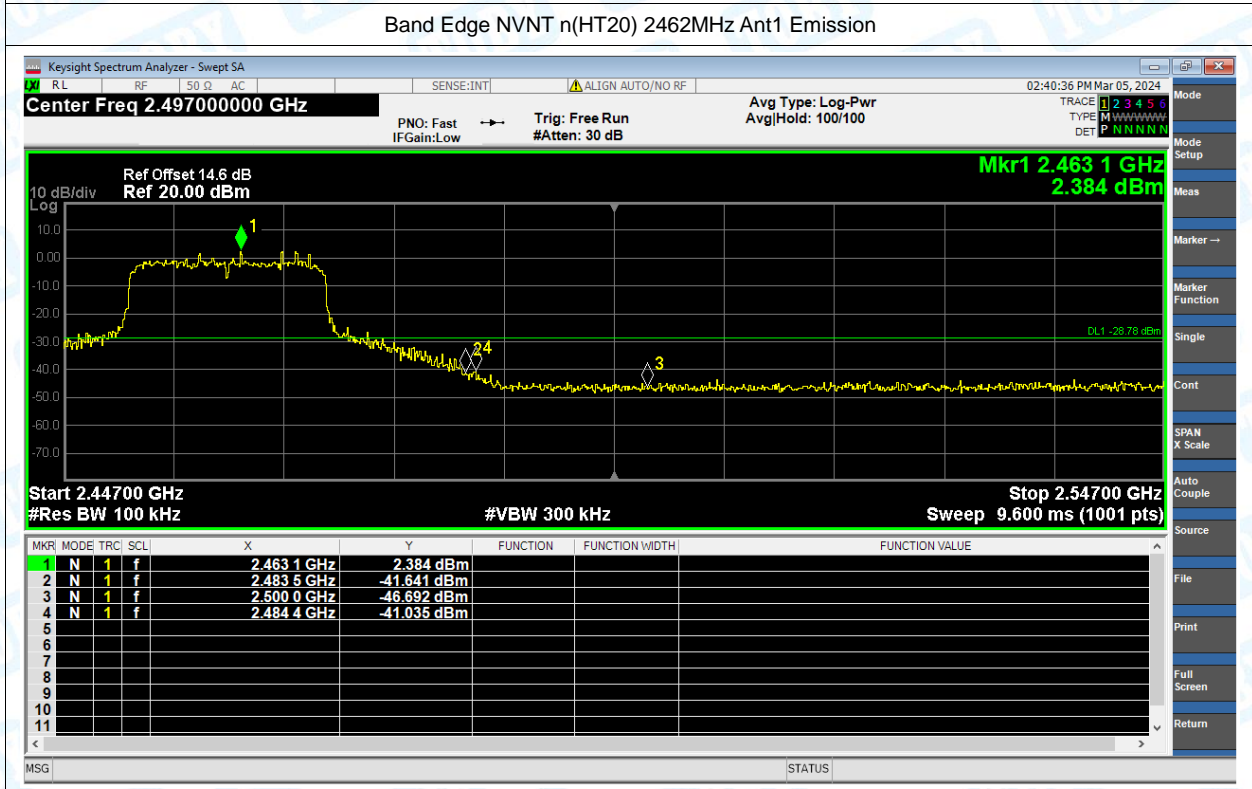 Band Edge NVNT n(HT20) 2462MHz Ant1 Emission
Keysight Spectrum Analyzer - Swept SA
LXI RL RF 50 Ω AC SENSE:INT ALIGN AUTO/NO RF 02:40:36 PM Mar 05, 2024
Center Freq 2.497000000 GHz
PNO: Fast
IFGain:Low
Trig: Free Run
#Atten: 30 dB
Avg Type: Log-Pwr
Avg|Hold: 100/100
TRACE 1 2 3 4 5 6
TYPE M WWWWW
DET P N N N N N
Ref Offset 14.6 dB
Ref 20.00 dBm
10 dB/div
Log
Mkr1 2.463 1 GHz
2.384 dBm
10.0
0.00
-10.0
-20.0
-30.0
-40.0
-50.0
-60.0
-70.0
1
24
3
DL1 -28.78 dBm
Start 2.44700 GHz
Stop 2.54700 GHz
#Res BW 100 kHz
#VBW 300 kHz
Sweep 9.600 ms (1001 pts)
MKR MODE TRC SCL X Y FUNCTION FUNCTION WIDTH FUNCTION VALUE
1 N 1 f 2.463 1 GHz 2.384 dBm
2 N 1 f 2.483 5 GHz -41.641 dBm
3 N 1 f 2.500 0 GHz -46.692 dBm
4 N 1 f 2.484 4 GHz -41.035 dBm
5
6
7
8
9
10
11
MSG
STATUS
Mode
Mode
Setup
Meas
Marker→
Marker
Function
Single
Cont
SPAN
X Scale
Auto
Couple
Source
File
Print
Full
Screen
Return